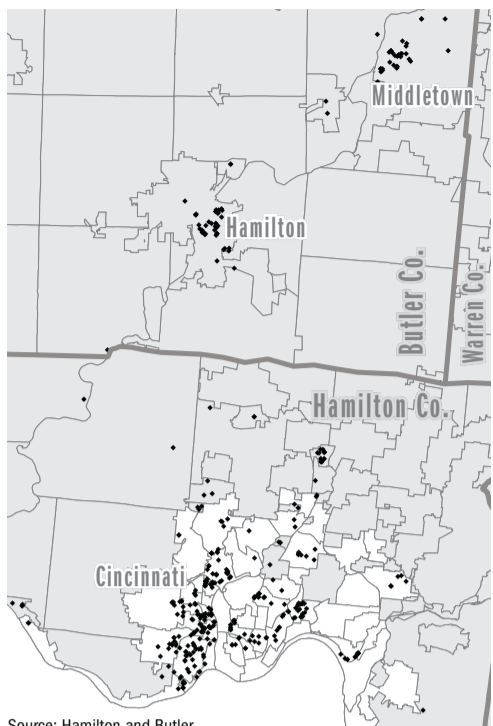 Middletown
Hamilton
Butler Co.
Warren Co.
Hamilton Co.
Cincinnati
Source: Hamilton and Butler